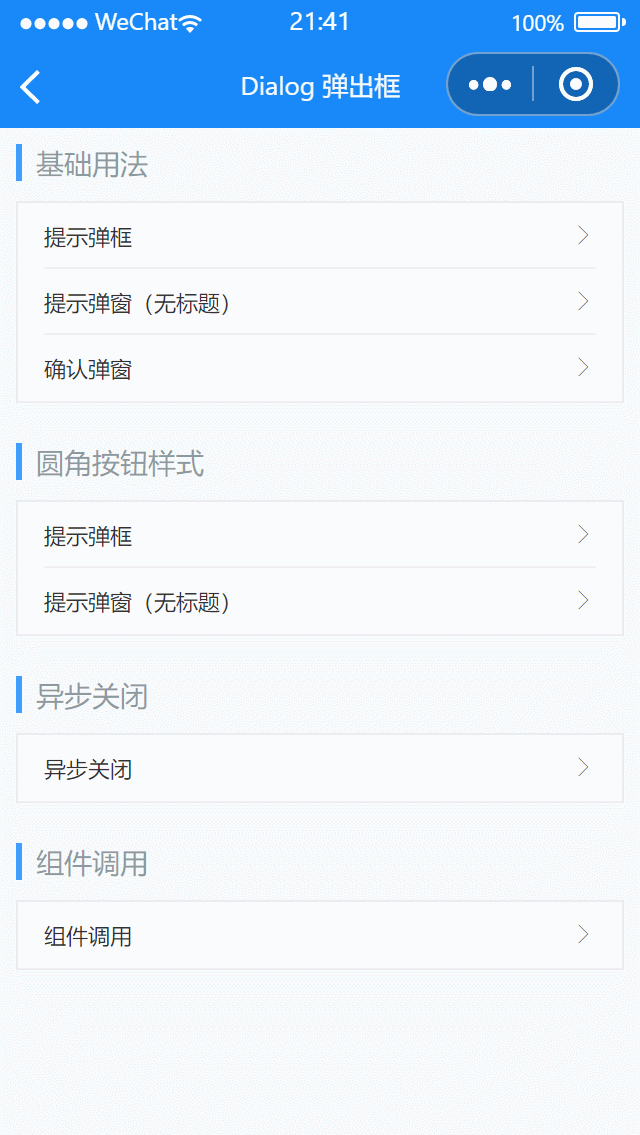 WeChat 21:41 100%
Dialog 弹出框
基础用法
提示弹框
提示弹窗（无标题）
确认弹窗
圆角按钮样式
提示弹框
提示弹窗（无标题）
异步关闭
异步关闭
组件调用
组件调用